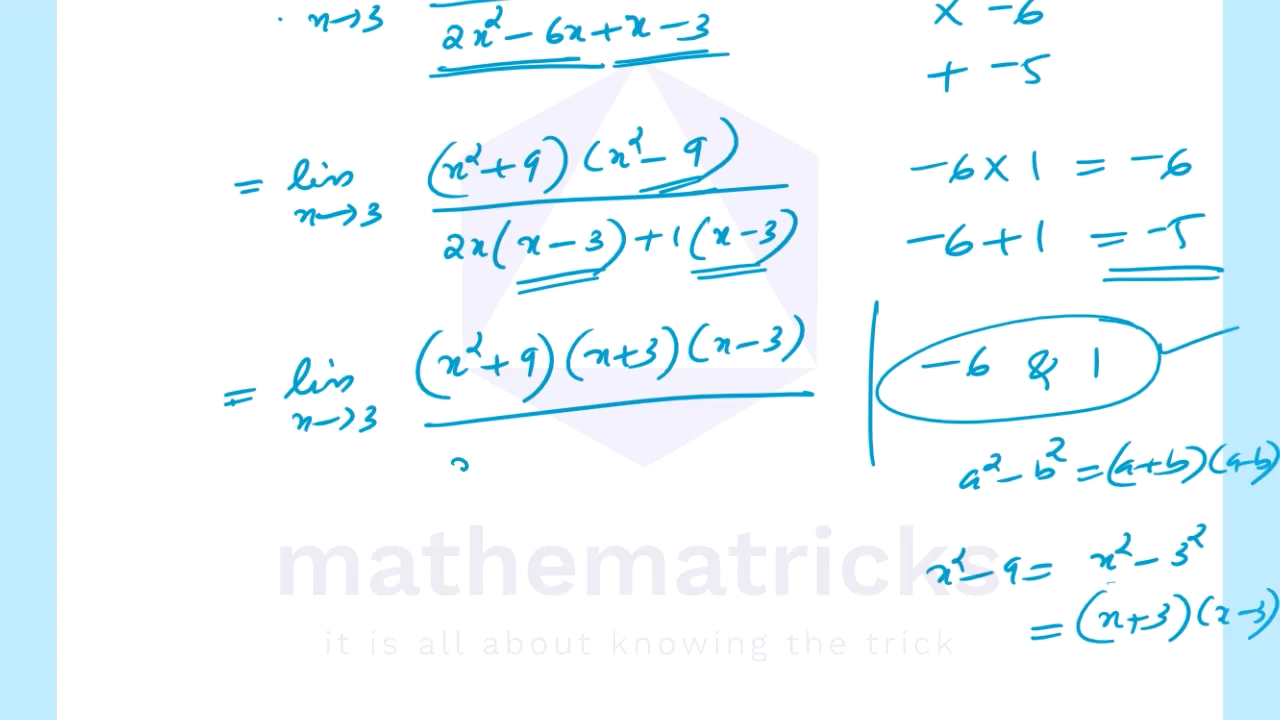 x→3
2x² - 6x + x - 3
= lim x→3 (x² + 9) (x² - 9) / 2x(x - 3) + 1(x - 3)
= lim x→3 (x² + 9) (x + 3) (x - 3)
× -6
+ -5
-6 × 1 = -6
-6 + 1 = -5
-6 & 1
a² - b² = (a+b)(a-b)
x² - 9 = x² - 3²
= (x+3)(x-3)
mathematricks
it is all about knowing the trick